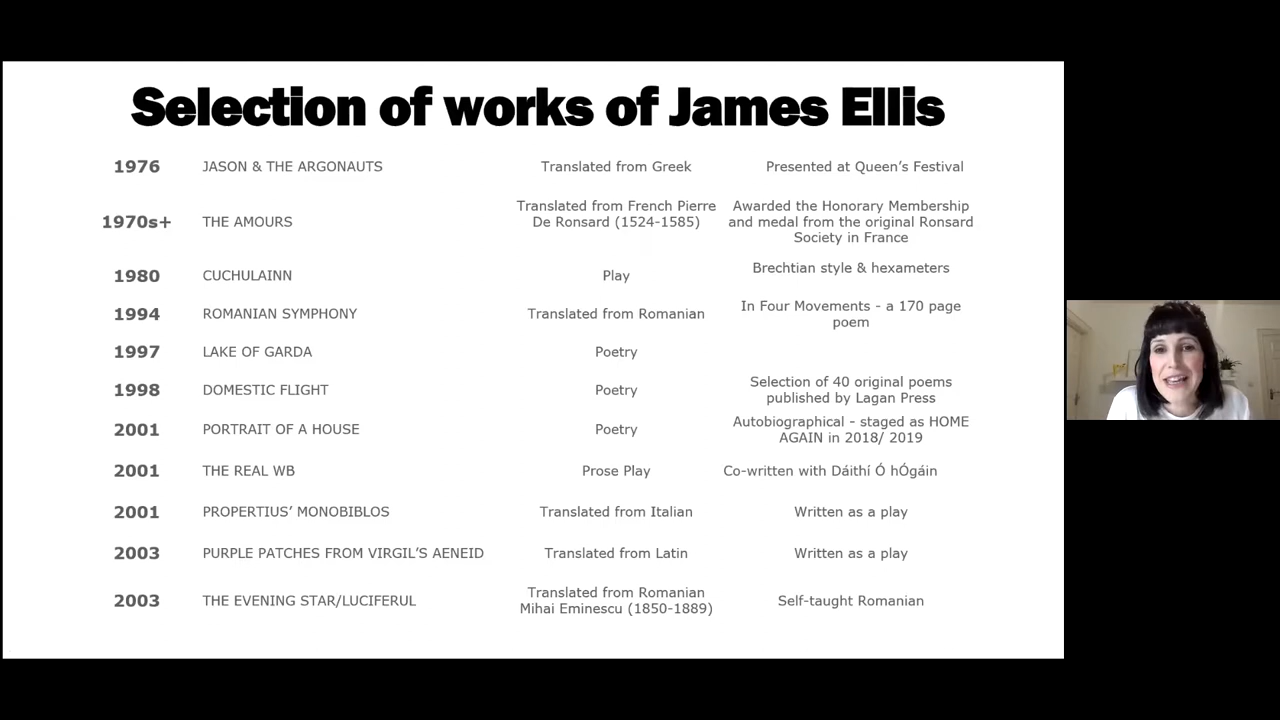 Selection of works of James Ellis
1976 JASON & THE ARGONAUTS Translated from Greek Presented at Queen’s Festival
1970s+ THE AMOURS Translated from French Pierre De Ronsard (1524-1585) Awarded the Honorary Membership and medal from the original Ronsard Society in France
1980 CUCHULAINN Play Brechtian style & hexameters
1994 ROMANIAN SYMPHONY Translated from Romanian In Four Movements - a 170 page poem
1997 LAKE OF GARDA Poetry
1998 DOMESTIC FLIGHT Poetry Selection of 40 original poems published by Lagan Press
2001 PORTRAIT OF A HOUSE Poetry Autobiographical - staged as HOME AGAIN in 2018/ 2019
2001 THE REAL WB Prose Play Co-written with Dáithí Ó hÓgáin
2001 PROPERTIUS’ MONOBIBLOS Translated from Italian Written as a play
2003 PURPLE PATCHES FROM VIRGIL’S AENEID Translated from Latin Written as a play
2003 THE EVENING STAR/LUCIFERUL Translated from Romanian Mihai Eminescu (1850-1889) Self-taught Romanian